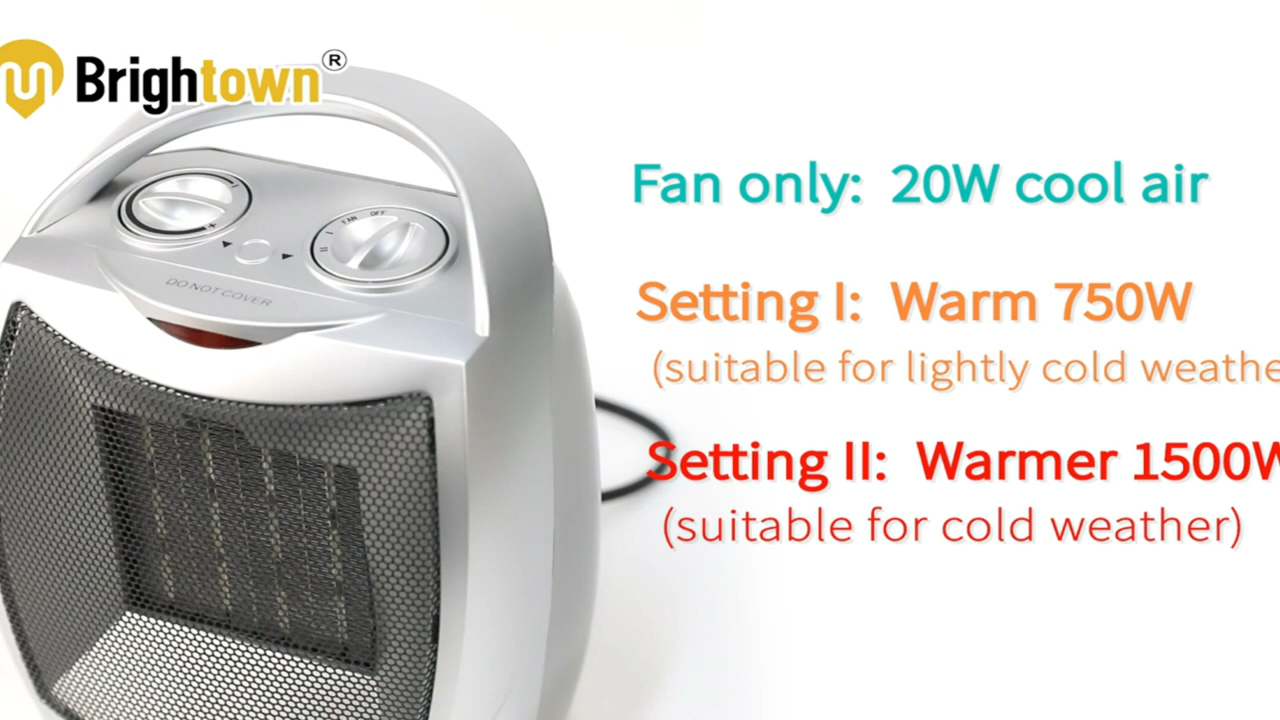 Brightown®
Fan only: 20W cool air
Setting I: Warm 750W
(suitable for lightly cold weathe
Setting II: Warmer 1500W
(suitable for cold weather)
FAN OFF
I
II
+
DO NOT COVER